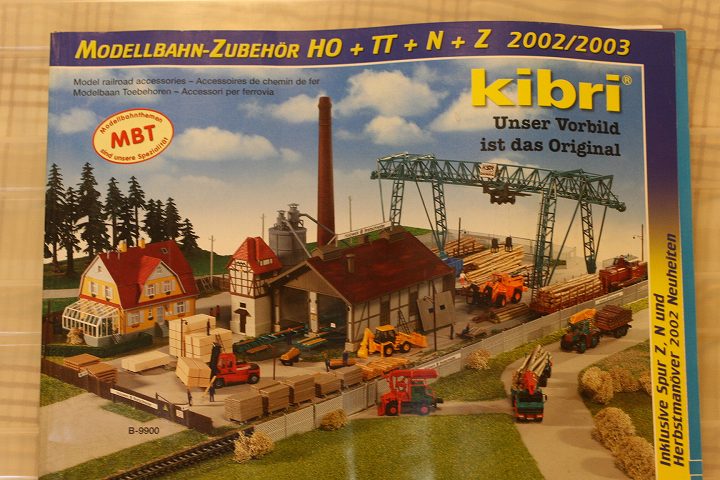 MODELLBAHN-ZUBEHÖR HO + TT + N + Z 2002/2003
Model railroad accessories – Accessoires de chemin de fer
Modelbaan Toebehoren – Accessori per ferrovia
kibri®
Unser Vorbild
ist das Original
Modellbahnthemen
MBT
sind unsere Spezialität
B-9900
Inklusive Spur Z, N und
Herbstmanöver 2002 Neuheiten